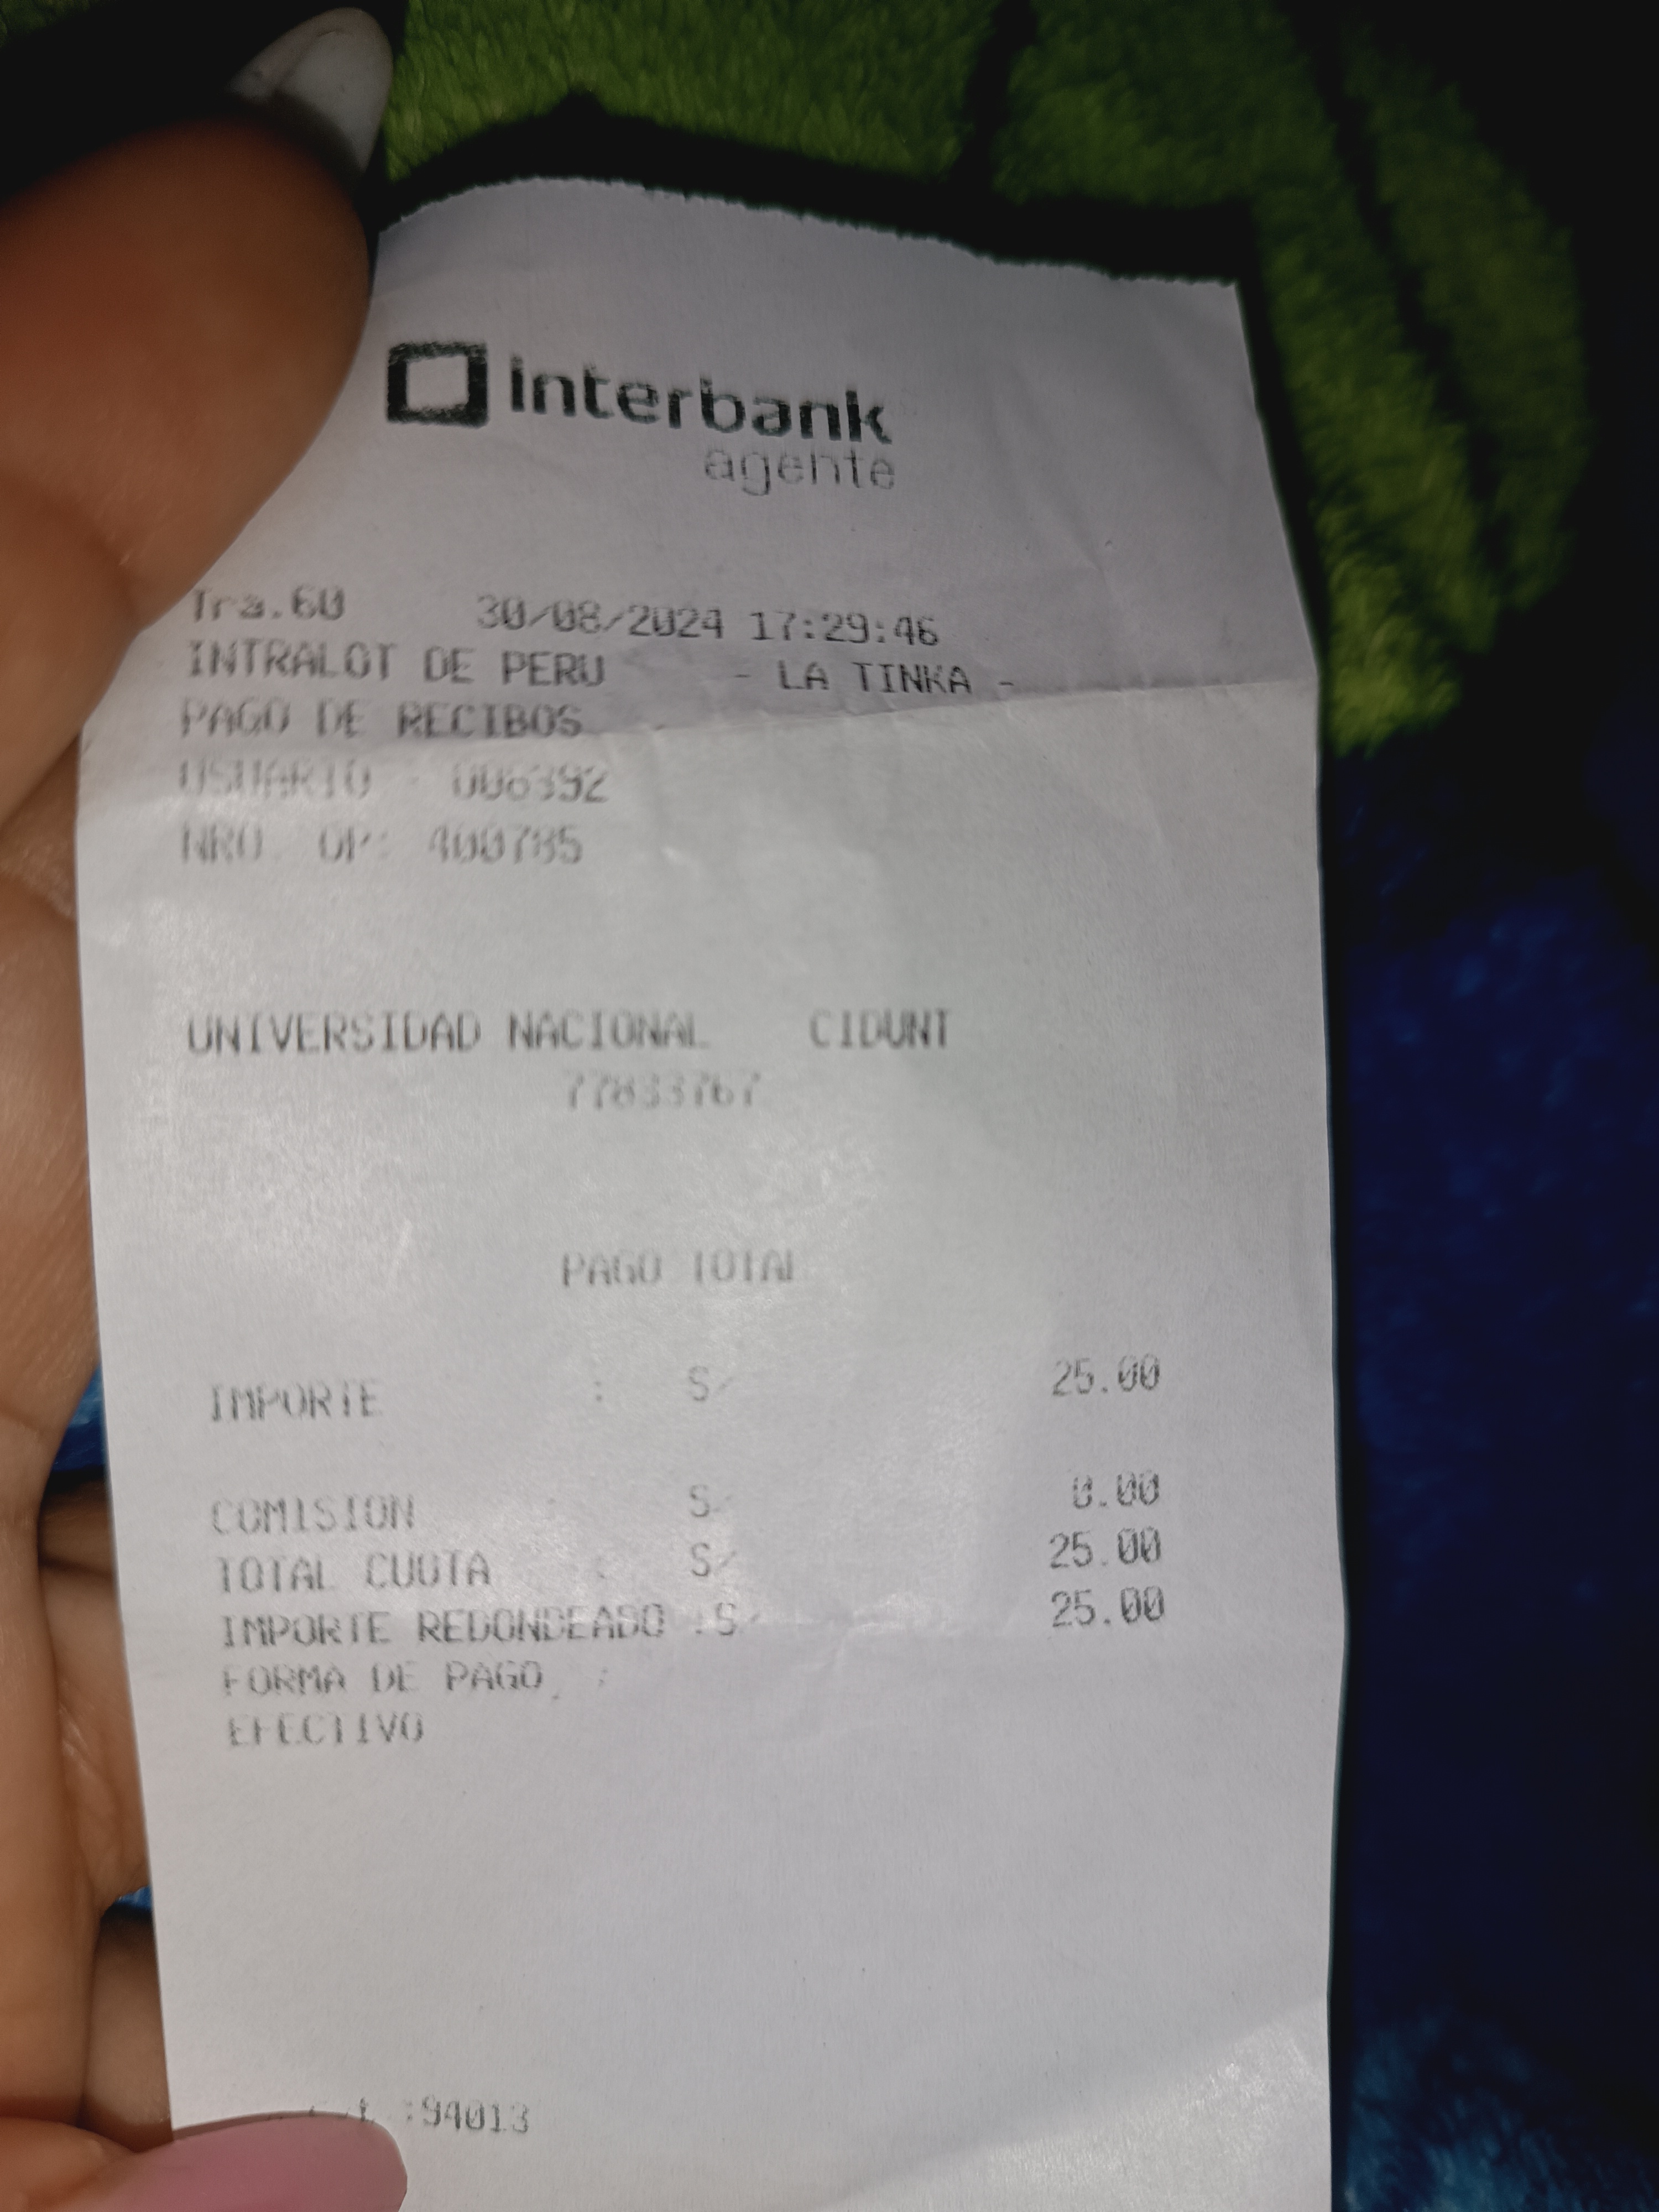 interbank
agente
Tra.60 30/08/2024 17:29:46
INTRALOT DE PERU - LA TINKA -
PAGO DE RECIBOS
USUARIO : 006392
NRO. OP: 400785
UNIVERSIDAD NACIONAL CIDUNT
77833767
PAGO TOTAL
IMPORTE : S/ 25.00
COMISION : S/ 0.00
TOTAL CUOTA : S/ 25.00
IMPORTE REDONDEADO :S/ 25.00
FORMA DE PAGO :
EFECTIVO
:94013